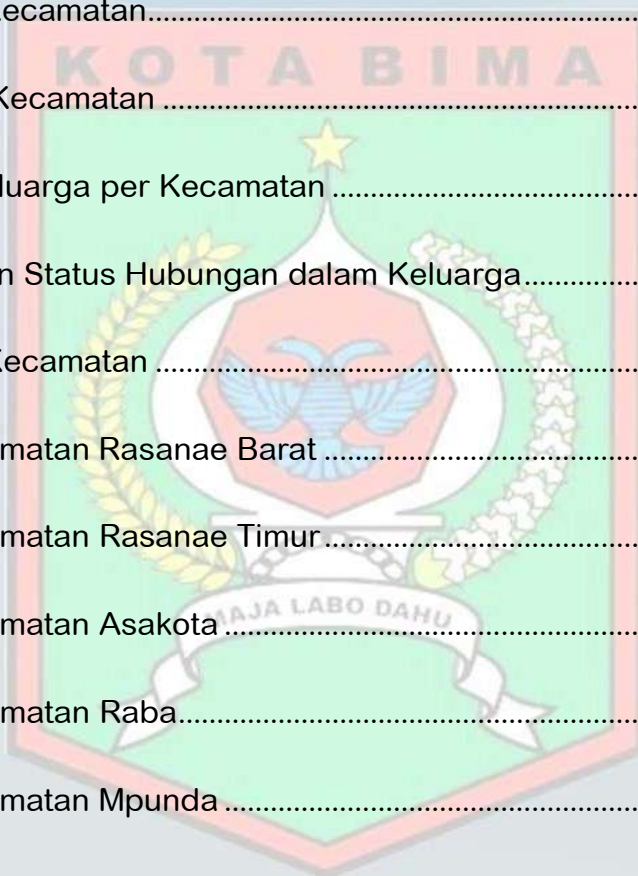 ecamatan................................................................
KOTA BIMA
Kecamatan ..............................................................
luarga per Kecamatan ........................................
n Status Hubungan dalam Keluarga...............
Kecamatan ...............................................................
matan Rasanae Barat .........................................
matan Rasanae Timur.........................................
matan Asakota ......................................................
MAJA LABO DAHU
matan Raba............................................................
matan Mpunda ......................................................